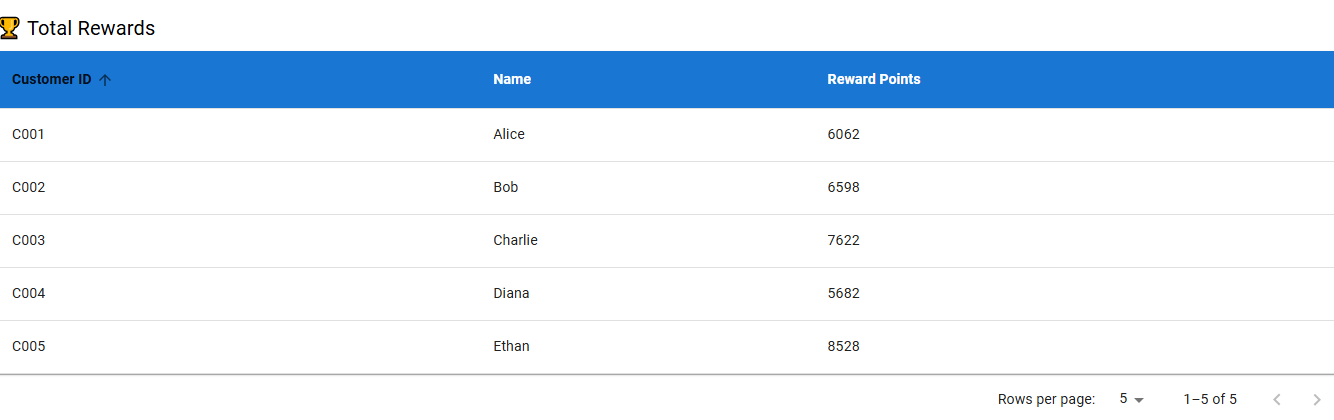 🏆 Total Rewards
Customer ID ↑ Name Reward Points
C001 Alice 6062
C002 Bob 6598
C003 Charlie 7622
C004 Diana 5682
C005 Ethan 8528
Rows per page: 5 1–5 of 5